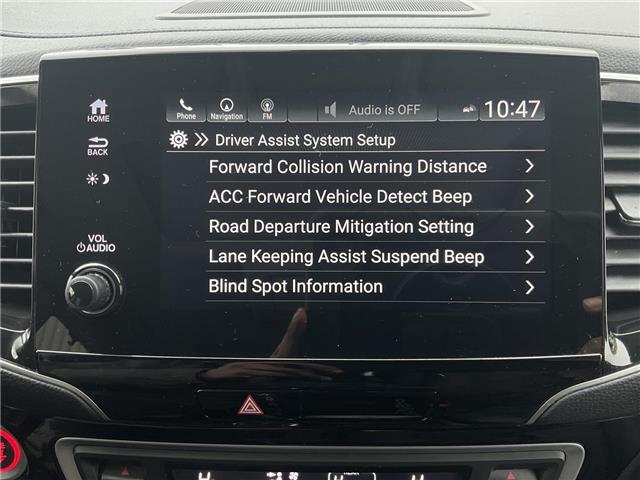 HOME
BACK
VOL
AUDIO
Phone
Navigation
FM
Audio is OFF
10:47
Driver Assist System Setup
Forward Collision Warning Distance
ACC Forward Vehicle Detect Beep
Road Departure Mitigation Setting
Lane Keeping Assist Suspend Beep
Blind Spot Information